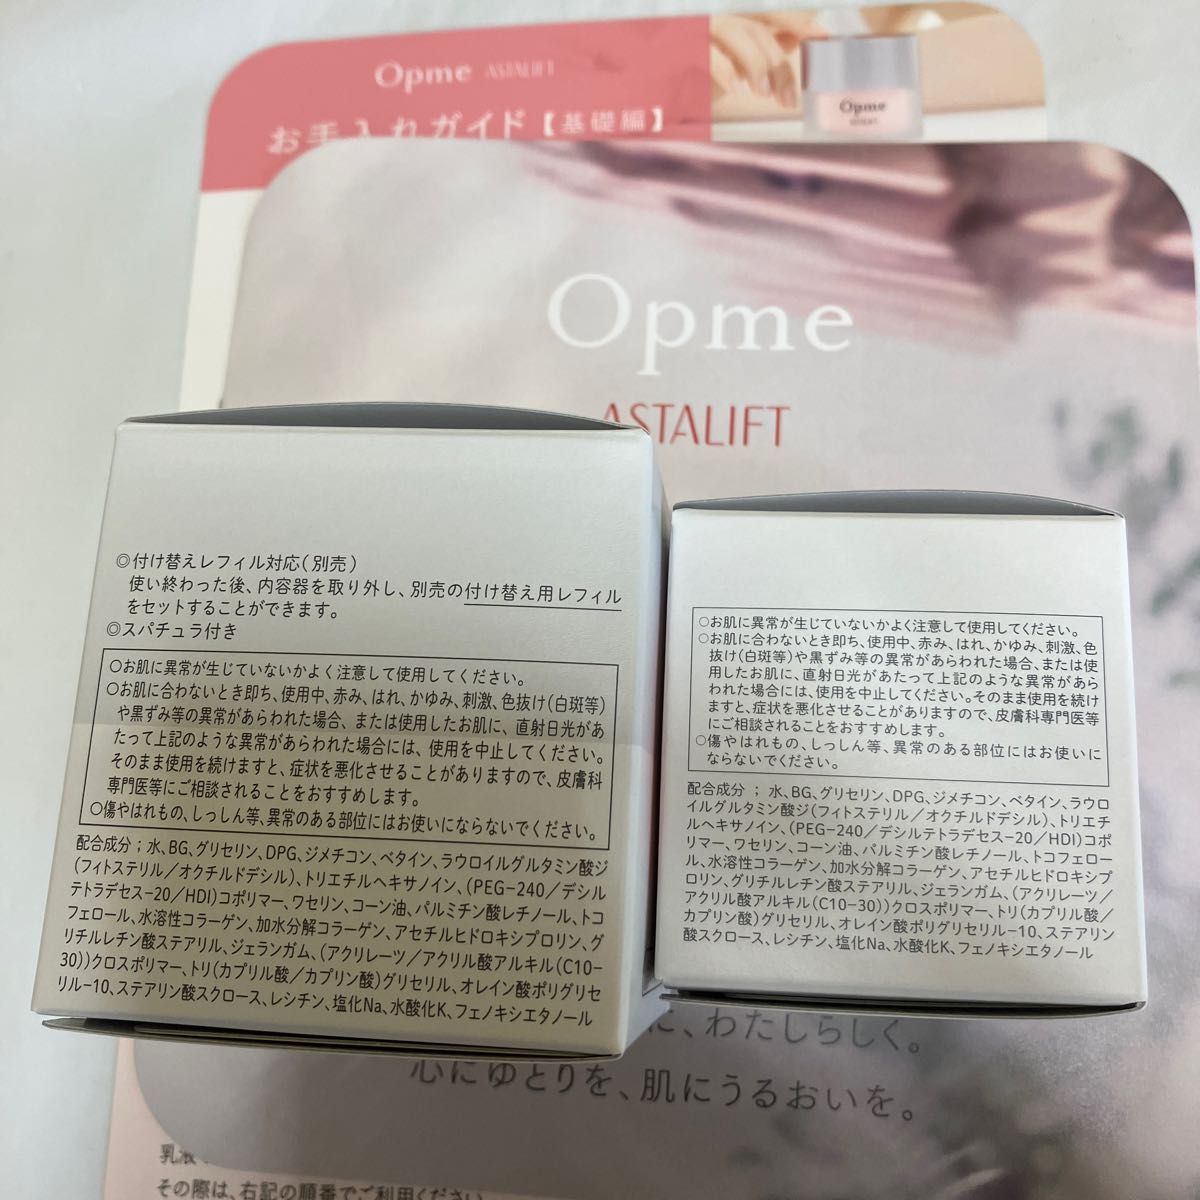 Opme ASTALIFT
お手入れガイド【基礎編】
Opme
Opme
ASTALIFT
◎付け替えレフィル対応(別売)
使い終わった後、内容器を取り外し、別売の付け替え用レフィル
をセットすることができます。
◎スパチュラ付き
○お肌に異常が生じていないかよく注意して使用してください。
○お肌に合わないとき即ち、使用中、赤み、はれ、かゆみ、刺激、色抜け(白斑等)
や黒ずみ等の異常があらわれた場合、または使用したお肌に、直射日光があ
たって上記のような異常があらわれた場合には、使用を中止してください。
そのまま使用を続けますと、症状を悪化させることがありますので、皮膚科
専門医等にご相談されることをおすすめします。
○傷やはれもの、しっしん等、異常のある部位にはお使いにならないでください。
配合成分;水、BG、グリセリン、DPG、ジメチコン、ベタイン、ラウロイルグルタミン酸ジ
(フィトステリル/オクチルドデシル)、トリエチルヘキサノイン、(PEG-240/デシル
テトラデセス-20/HDI)コポリマー、ワセリン、コーン油、パルミチン酸レチノール、トコ
フェロール、水溶性コラーゲン、加水分解コラーゲン、アセチルヒドロキシプロリン、グ
リチルレチン酸ステアリル、ジェランガム、(アクリレーツ/アクリル酸アルキル(C10-
30))クロスポリマー、トリ(カプリル酸/カプリン酸)グリセリル、オレイン酸ポリグリセ
リル-10、ステアリン酸スクロース、レシチン、塩化Na、水酸化K、フェノキシエタノール
○お肌に異常が生じていないかよく注意して使用してください。
○お肌に合わないとき即ち、使用中、赤み、はれ、かゆみ、刺激、色
抜け(白斑等)や黒ずみ等の異常があらわれた場合、または使
用したお肌に、直射日光があたって上記のような異常があら
われた場合には、使用を中止してください。そのまま使用を続け
ますと、症状を悪化させることがありますので、皮膚科専門医等
にご相談されることをおすすめします。
○傷やはれもの、しっしん等、異常のある部位にはお使いに
ならないでください。
配合成分;水、BG、グリセリン、DPG、ジメチコン、ベタイン、ラウロ
イルグルタミン酸ジ(フィトステリル/オクチルドデシル)、トリエチ
ルヘキサノイン、(PEG-240/デシルテトラデセス-20/HDI)コポ
リマー、ワセリン、コーン油、パルミチン酸レチノール、トコフェロー
ル、水溶性コラーゲン、加水分解コラーゲン、アセチルヒドロキシプ
ロリン、グリチルレチン酸ステアリル、ジェランガム、(アクリレーツ/
アクリル酸アルキル(C10-30))クロスポリマー、トリ(カプリル酸/
カプリン酸)グリセリル、オレイン酸ポリグリセリル-10、ステアリン
酸スクロース、レシチン、塩化Na、水酸化K、フェノキシエタノール
に、わたしらしく。
心にゆとりを、肌にうるおいを。
乳液
その際は、右記の順番でご利用ください